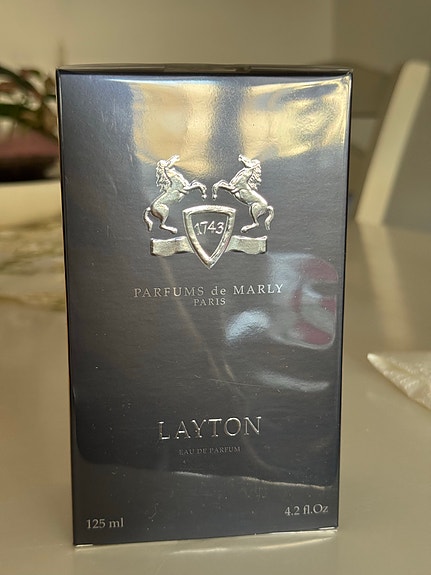 1743
PARFUMS de MARLY
PARIS
LAYTON
EAU DE PARFUM
125 ml
4.2 fl.Oz